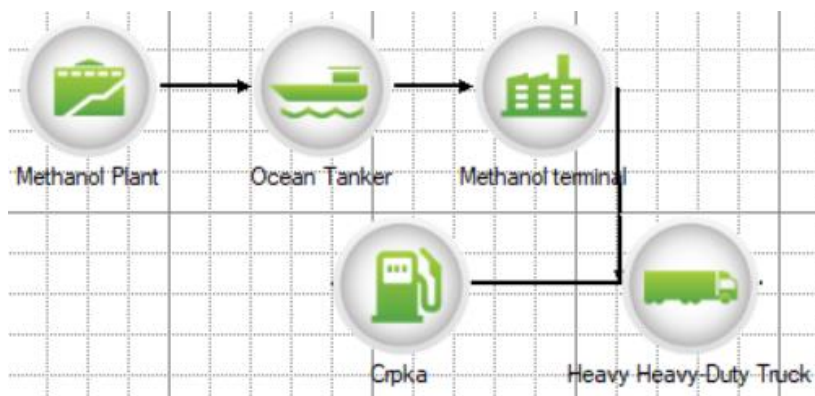 Methanol Plant
Ocean Tanker
Methanol terminal
Crpka
Heavy Heavy-Duty Truck